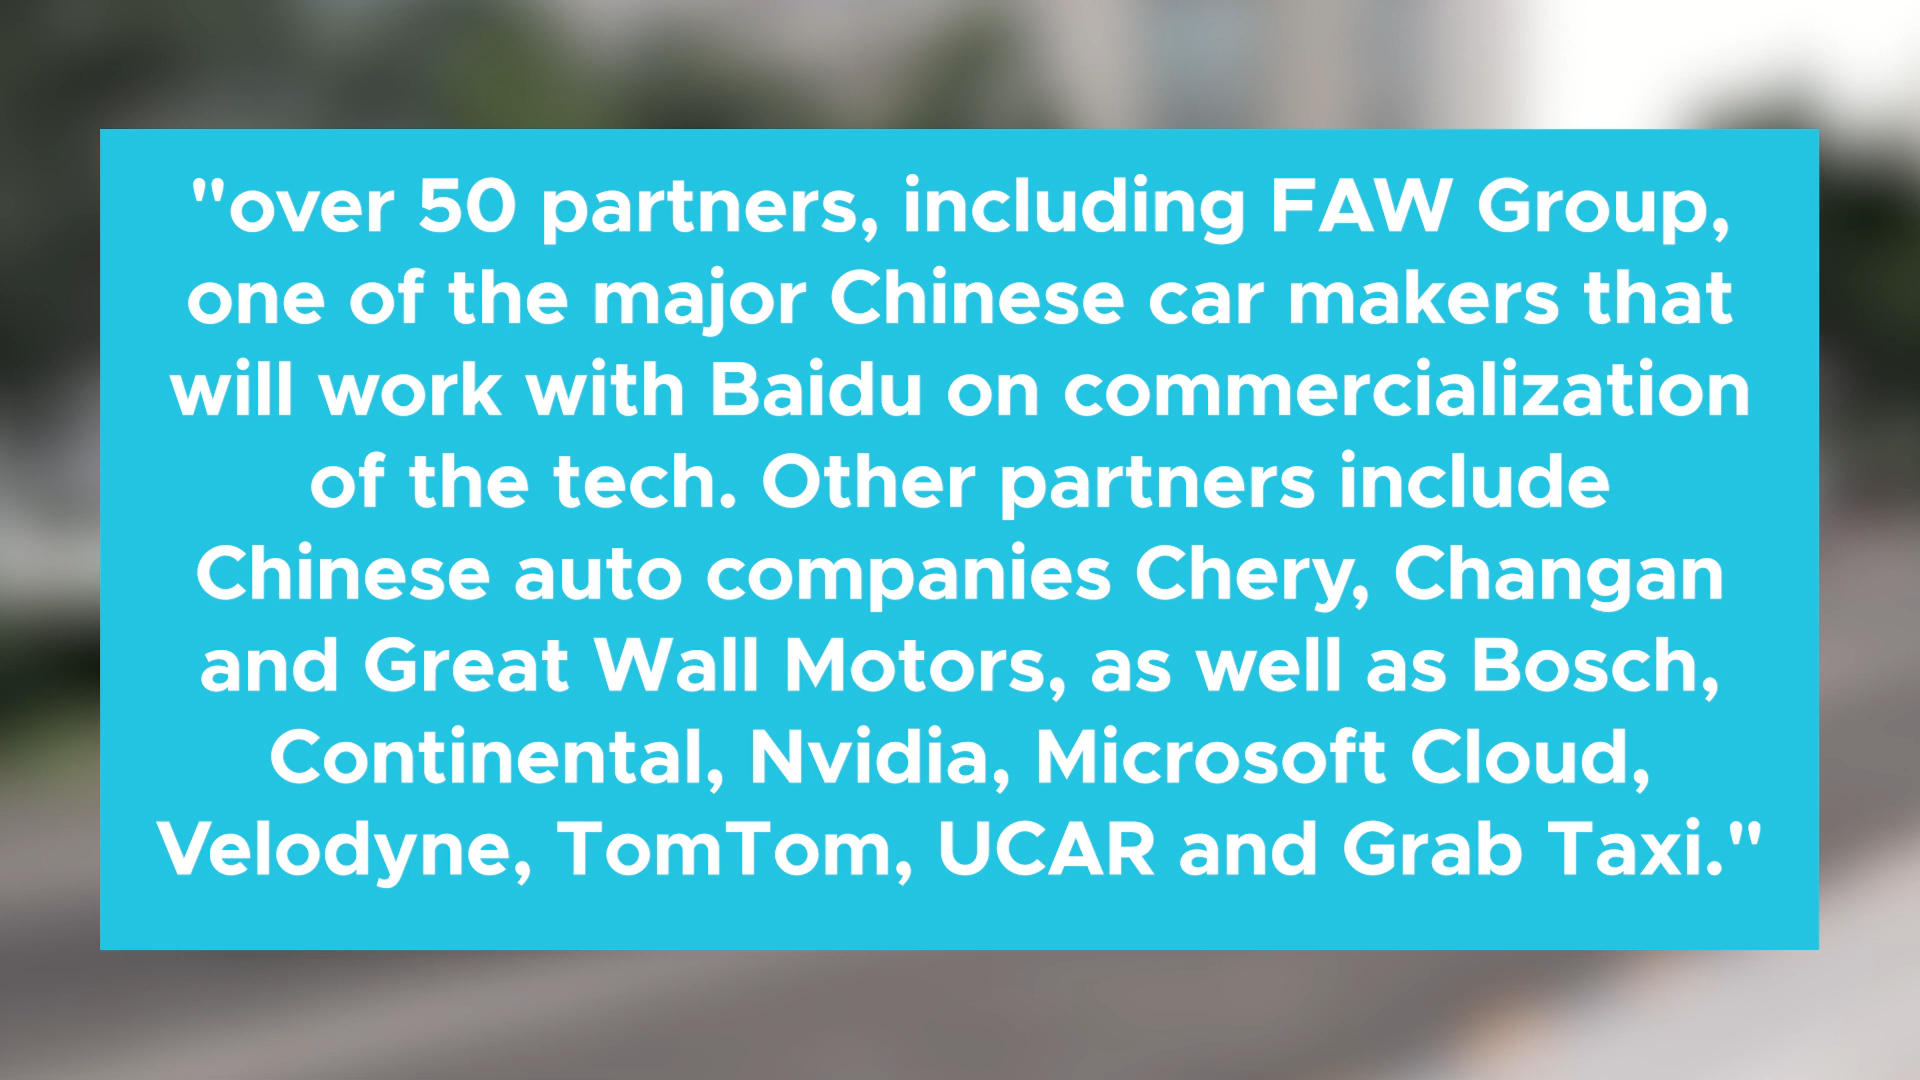 "over 50 partners, including FAW Group,
one of the major Chinese car makers that
will work with Baidu on commercialization
of the tech. Other partners include
Chinese auto companies Chery, Changan
and Great Wall Motors, as well as Bosch,
Continental, Nvidia, Microsoft Cloud,
Velodyne, TomTom, UCAR and Grab Taxi."